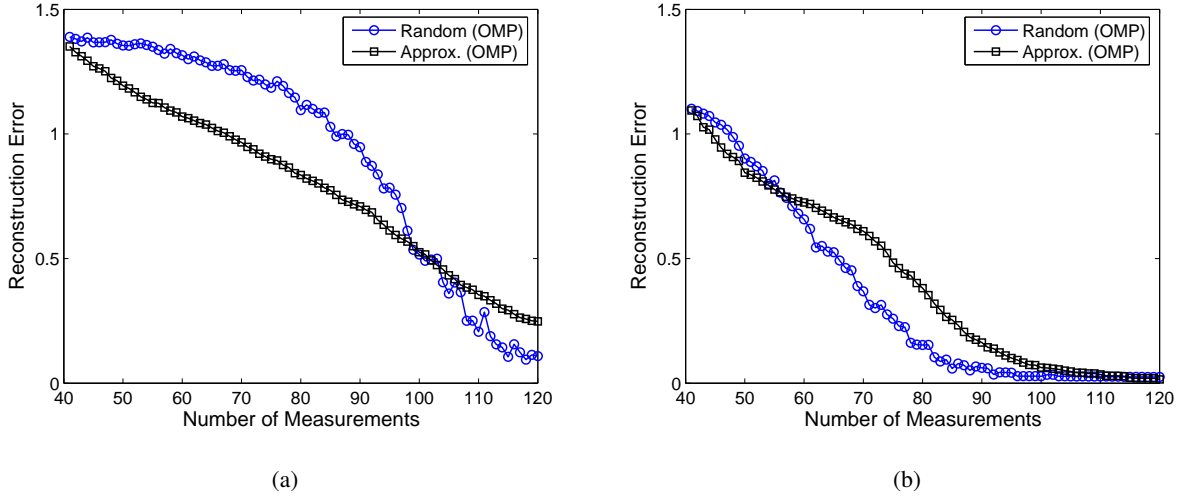 1.5
1
0.5
0
40 50 60 70 80 90 100 110 120
Reconstruction Error
Number of Measurements
Random (OMP)
Approx. (OMP)
(a)
1.5
1
0.5
0
40 50 60 70 80 90 100 110 120
Reconstruction Error
Number of Measurements
Random (OMP)
Approx. (OMP)
(b)